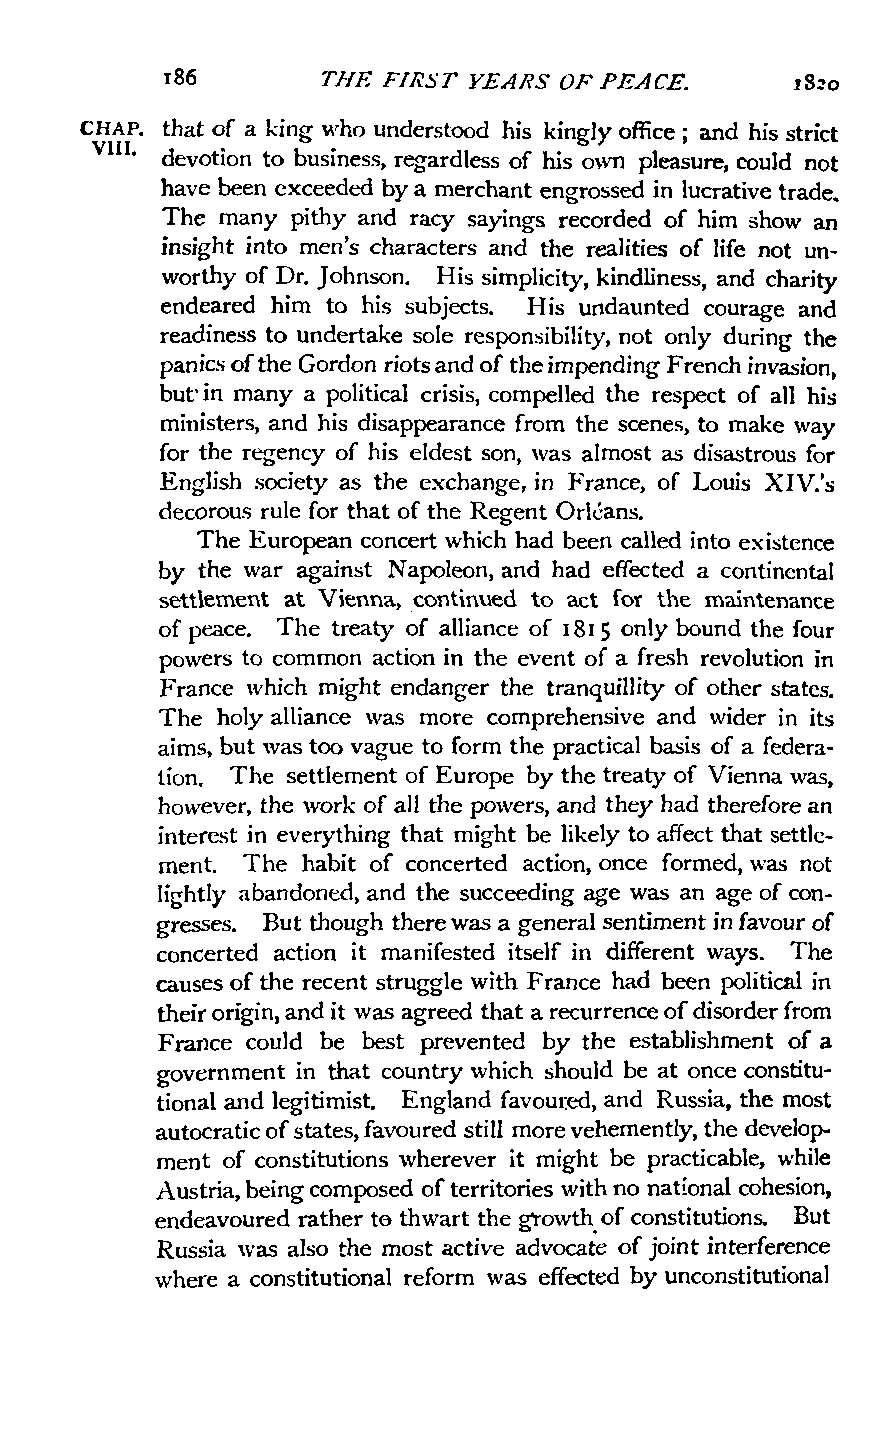 186 THE FIRST YEARS OF PEACE. 1820
CHAP. VIII.
that of a king who understood his kingly office ; and his strict
devotion to business, regardless of his own pleasure, could not
have been exceeded by a merchant engrossed in lucrative trade.
The many pithy and racy sayings recorded of him show an
insight into men's characters and the realities of life not un-
worthy of Dr. Johnson. His simplicity, kindliness, and charity
endeared him to his subjects. His undaunted courage and
readiness to undertake sole responsibility, not only during the
panics of the Gordon riots and of the impending French invasion,
but in many a political crisis, compelled the respect of all his
ministers, and his disappearance from the scenes, to make way
for the regency of his eldest son, was almost as disastrous for
English society as the exchange, in France, of Louis XIV.'s
decorous rule for that of the Regent Orléans.
The European concert which had been called into existence
by the war against Napoleon, and had effected a continental
settlement at Vienna, continued to act for the maintenance
of peace. The treaty of alliance of 1815 only bound the four
powers to common action in the event of a fresh revolution in
France which might endanger the tranquillity of other states.
The holy alliance was more comprehensive and wider in its
aims, but was too vague to form the practical basis of a federa-
tion. The settlement of Europe by the treaty of Vienna was,
however, the work of all the powers, and they had therefore an
interest in everything that might be likely to affect that settle-
ment. The habit of concerted action, once formed, was not
lightly abandoned, and the succeeding age was an age of con-
gresses. But though there was a general sentiment in favour of
concerted action it manifested itself in different ways. The
causes of the recent struggle with France had been political in
their origin, and it was agreed that a recurrence of disorder from
France could be best prevented by the establishment of a
government in that country which should be at once constitu-
tional and legitimist. England favoured, and Russia, the most
autocratic of states, favoured still more vehemently, the develop-
ment of constitutions wherever it might be practicable, while
Austria, being composed of territories with no national cohesion,
endeavoured rather to thwart the growth of constitutions. But
Russia was also the most active advocate of joint interference
where a constitutional reform was effected by unconstitutional